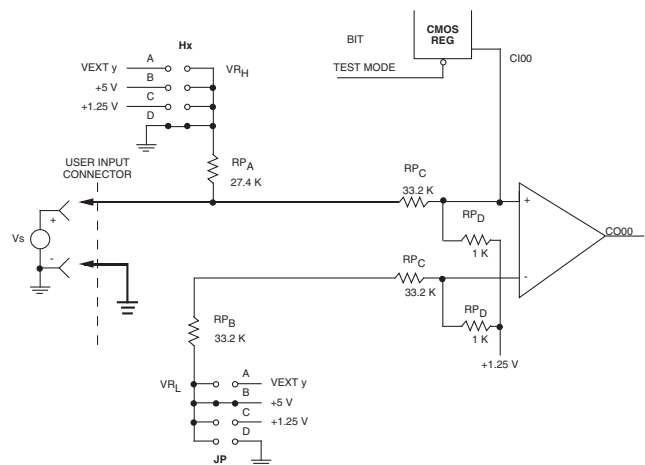 Hx
A
VEXT y
B
+5 V
C
+1.25 V
D
VRH
BIT
CMOS
REG
TEST MODE
CI00
USER INPUT
CONNECTOR
RPA
27.4 K
RPC
33.2 K
RPD
1 K
+
-
CO00
Vs
+
-
RPC
33.2 K
RPD
1 K
+1.25 V
RPB
33.2 K
VRL
A
VEXT y
B
+5 V
C
+1.25 V
D
JP